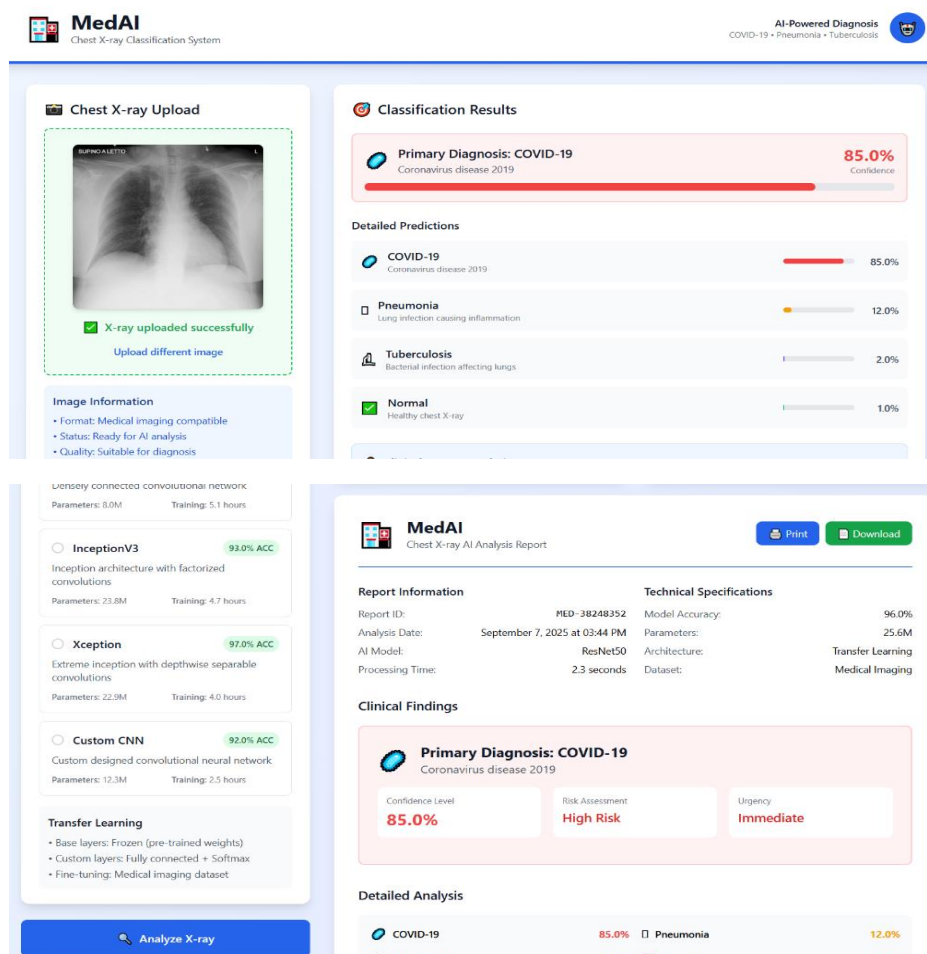 MedAI
Chest X-ray Classification System
AI-Powered Diagnosis
COVID-19 • Pneumonia • Tuberculosis
Chest X-ray Upload
SUPINO A LETTO
L
X-ray uploaded successfully
Upload different image
Image Information
• Format: Medical imaging compatible
• Status: Ready for AI analysis
• Quality: Suitable for diagnosis
Classification Results
Primary Diagnosis: COVID-19
Coronavirus disease 2019
85.0%
Confidence
Detailed Predictions
COVID-19
Coronavirus disease 2019
85.0%
Pneumonia
Lung infection causing inflammation
12.0%
Tuberculosis
Bacterial infection affecting lungs
2.0%
Normal
Healthy chest X-ray
1.0%
Densely connected convolutional network
Parameters: 8.0M Training: 5.1 hours
InceptionV3 93.0% ACC
Inception architecture with factorized
convolutions
Parameters: 23.8M Training: 4.7 hours
Xception 97.0% ACC
Extreme inception with depthwise separable
convolutions
Parameters: 22.9M Training: 4.0 hours
Custom CNN 92.0% ACC
Custom designed convolutional neural network
Parameters: 12.3M Training: 2.5 hours
Transfer Learning
• Base layers: Frozen (pre-trained weights)
• Custom layers: Fully connected + Softmax
• Fine-tuning: Medical imaging dataset
Analyze X-ray
MedAI
Chest X-ray AI Analysis Report
Print
Download
Report Information
Report ID: MED-38248352
Analysis Date: September 7, 2025 at 03:44 PM
AI Model: ResNet50
Processing Time: 2.3 seconds
Technical Specifications
Model Accuracy: 96.0%
Parameters: 25.6M
Architecture: Transfer Learning
Dataset: Medical Imaging
Clinical Findings
Primary Diagnosis: COVID-19
Coronavirus disease 2019
Confidence Level
85.0%
Risk Assessment
High Risk
Urgency
Immediate
Detailed Analysis
COVID-19 85.0%
Pneumonia 12.0%